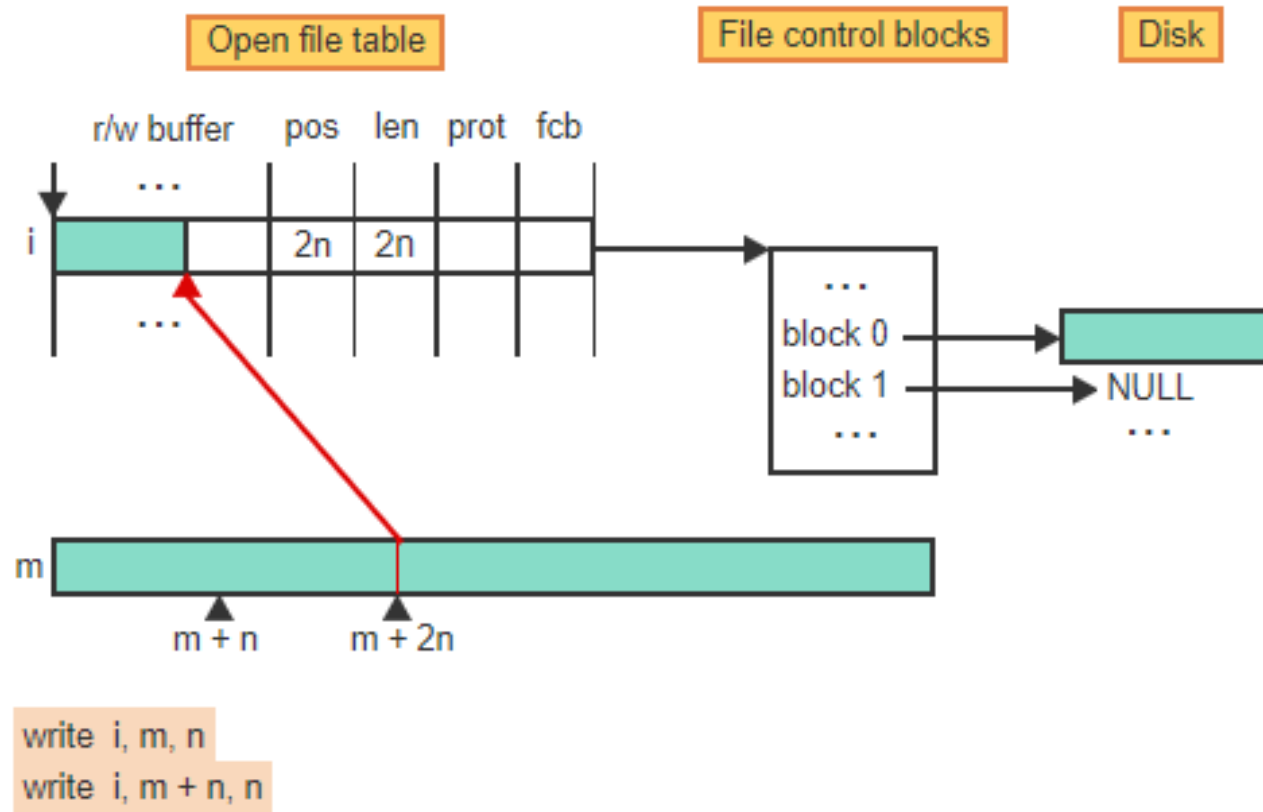 Open file table File control blocks Disk
r/w buffer pos len prot fcb
...
i 2n 2n
...
...
block 0
block 1 NULL
... ...
m
m + n m + 2n
write i, m, n
write i, m + n, n